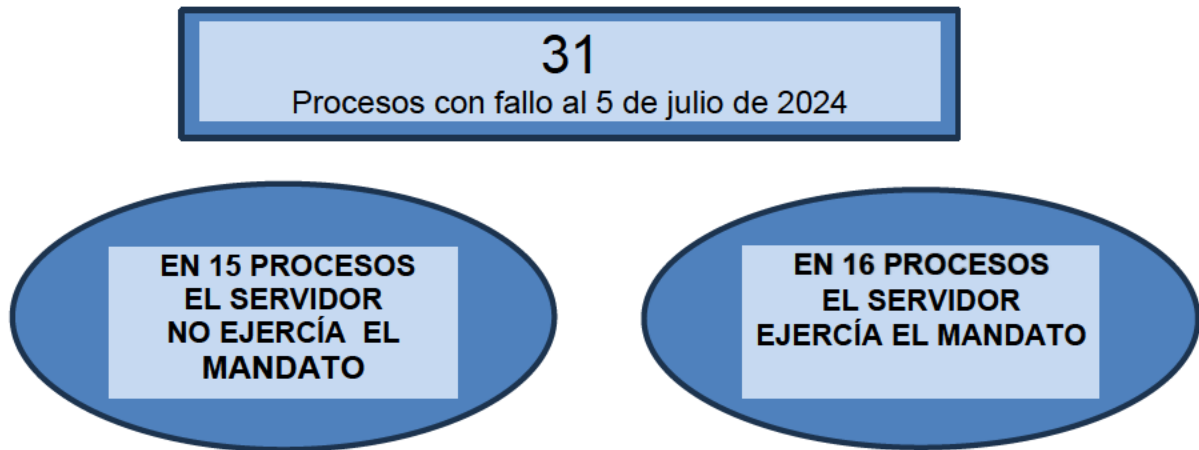 31
Procesos con fallo al 5 de julio de 2024
EN 15 PROCESOS
EL SERVIDOR
NO EJERCÍA EL
MANDATO
EN 16 PROCESOS
EL SERVIDOR
EJERCÍA EL MANDATO